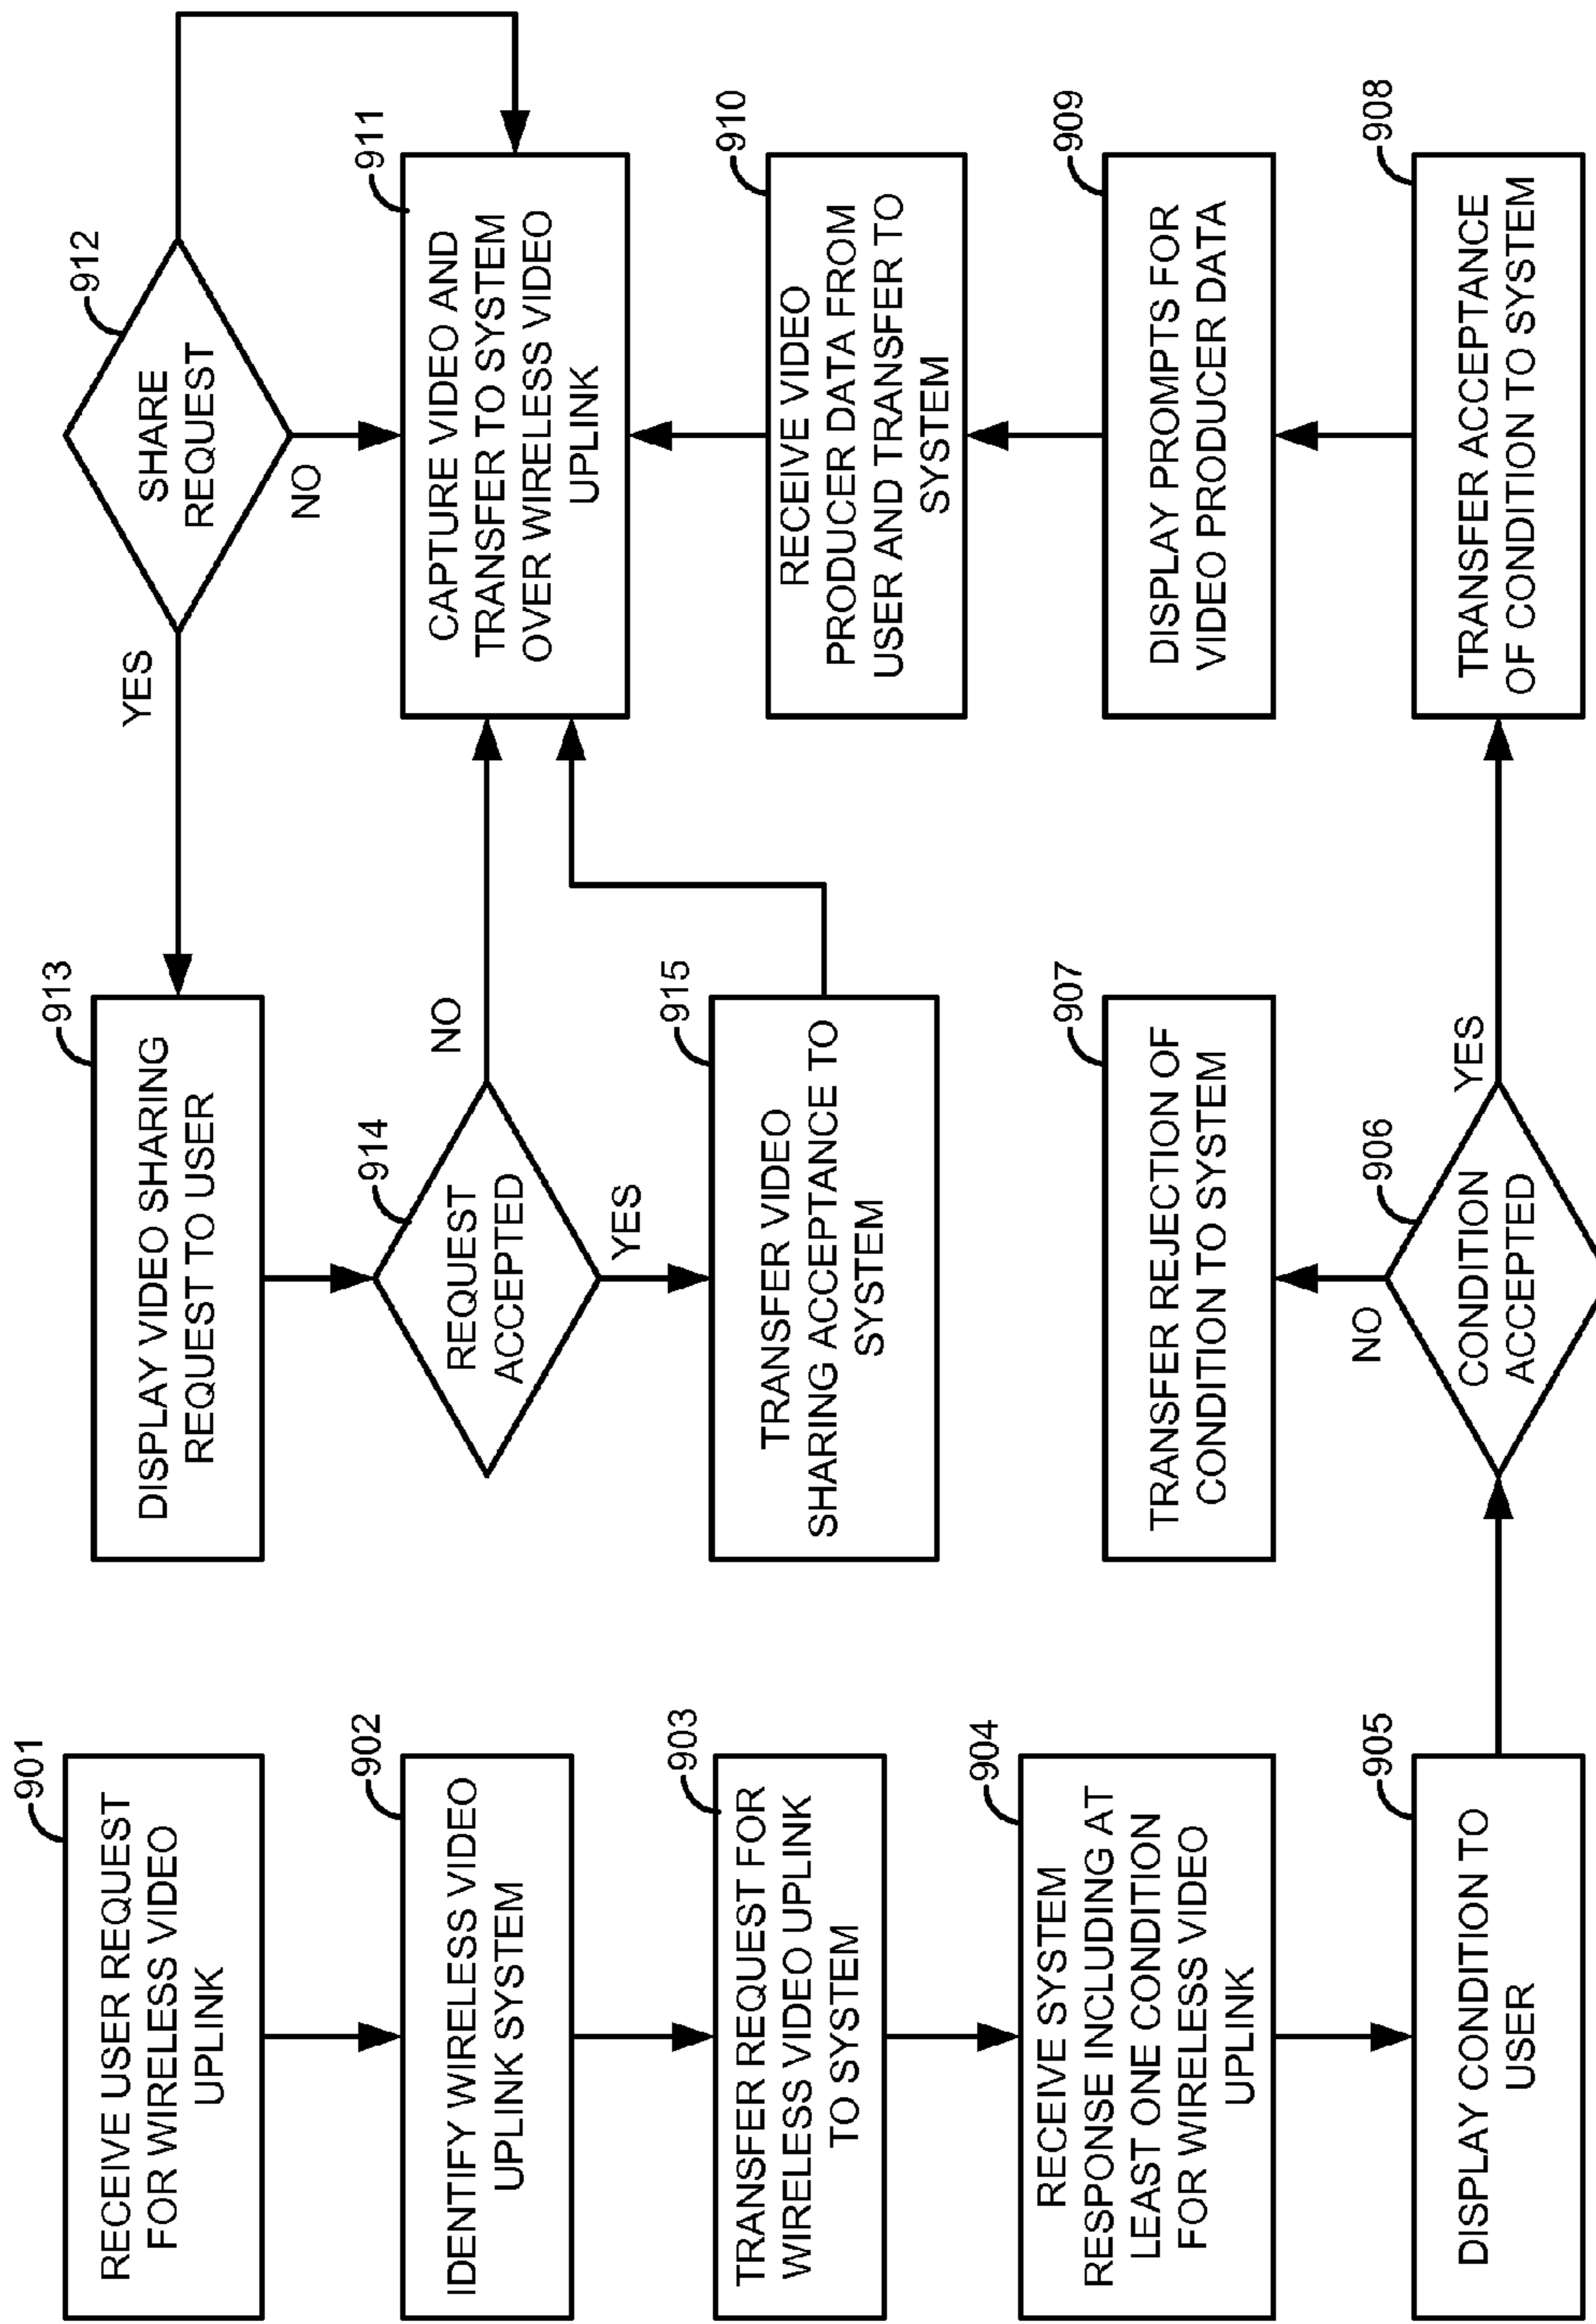 901
RECEIVE USER REQUEST
FOR WIRELESS VIDEO
UPLINK
902
IDENTIFY WIRELESS VIDEO
UPLINK SYSTEM
903
TRANSFER REQUEST FOR
WIRELESS VIDEO UPLINK
TO SYSTEM
904
RECEIVE SYSTEM
RESPONSE INCLUDING AT
LEAST ONE CONDITION
FOR WIRELESS VIDEO
UPLINK
905
DISPLAY CONDITION TO
USER
906
CONDITION
ACCEPTED
NO
YES
907
TRANSFER REJECTION OF
CONDITION TO SYSTEM
908
TRANSFER ACCEPTANCE
OF CONDITION TO SYSTEM
909
DISPLAY PROMPTS FOR
VIDEO PRODUCER DATA
910
RECEIVE VIDEO
PRODUCER DATA FROM
USER AND TRANSFER TO
SYSTEM
911
CAPTURE VIDEO AND
TRANSFER TO SYSTEM
OVER WIRELESS VIDEO
UPLINK
912
SHARE
REQUEST
NO
YES
913
DISPLAY VIDEO SHARING
REQUEST TO USER
914
REQUEST
ACCEPTED
NO
YES
915
TRANSFER VIDEO
SHARING ACCEPTANCE TO
SYSTEM